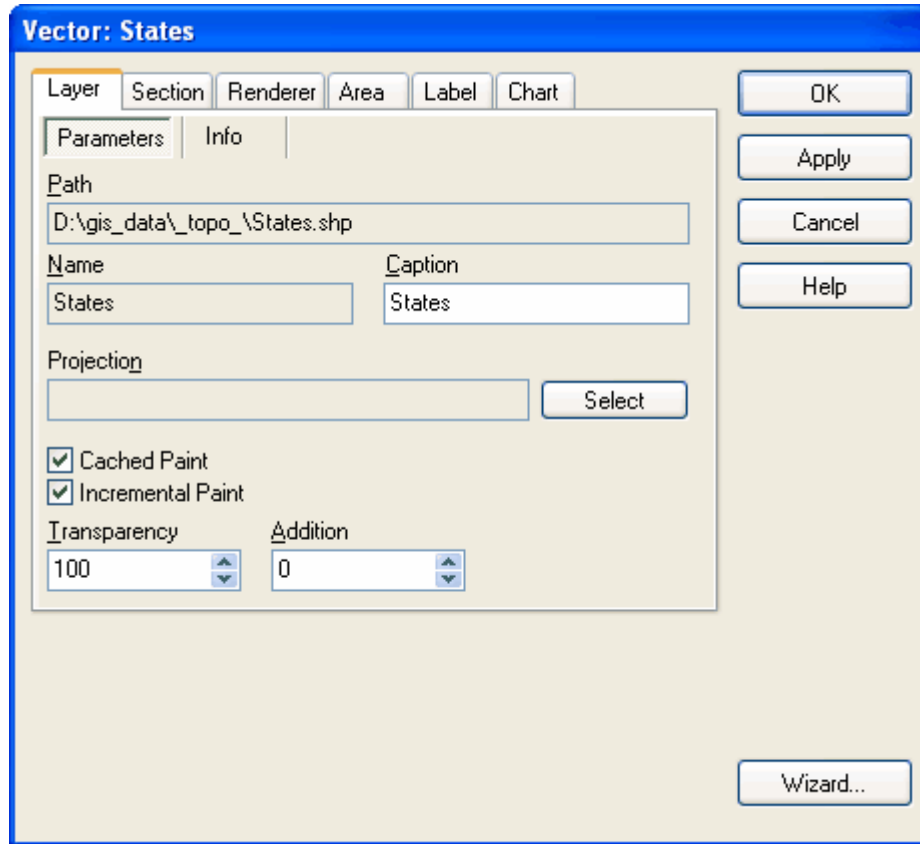 Vector: States
Layer Section Renderer Area Label Chart
OK
Parameters Info
Apply
Path
D:\gis_data\_topo_\States.shp
Cancel
Name Caption
States States
Help
Projection
Select
Cached Paint
Incremental Paint
Transparency Addition
100 0
Wizard...